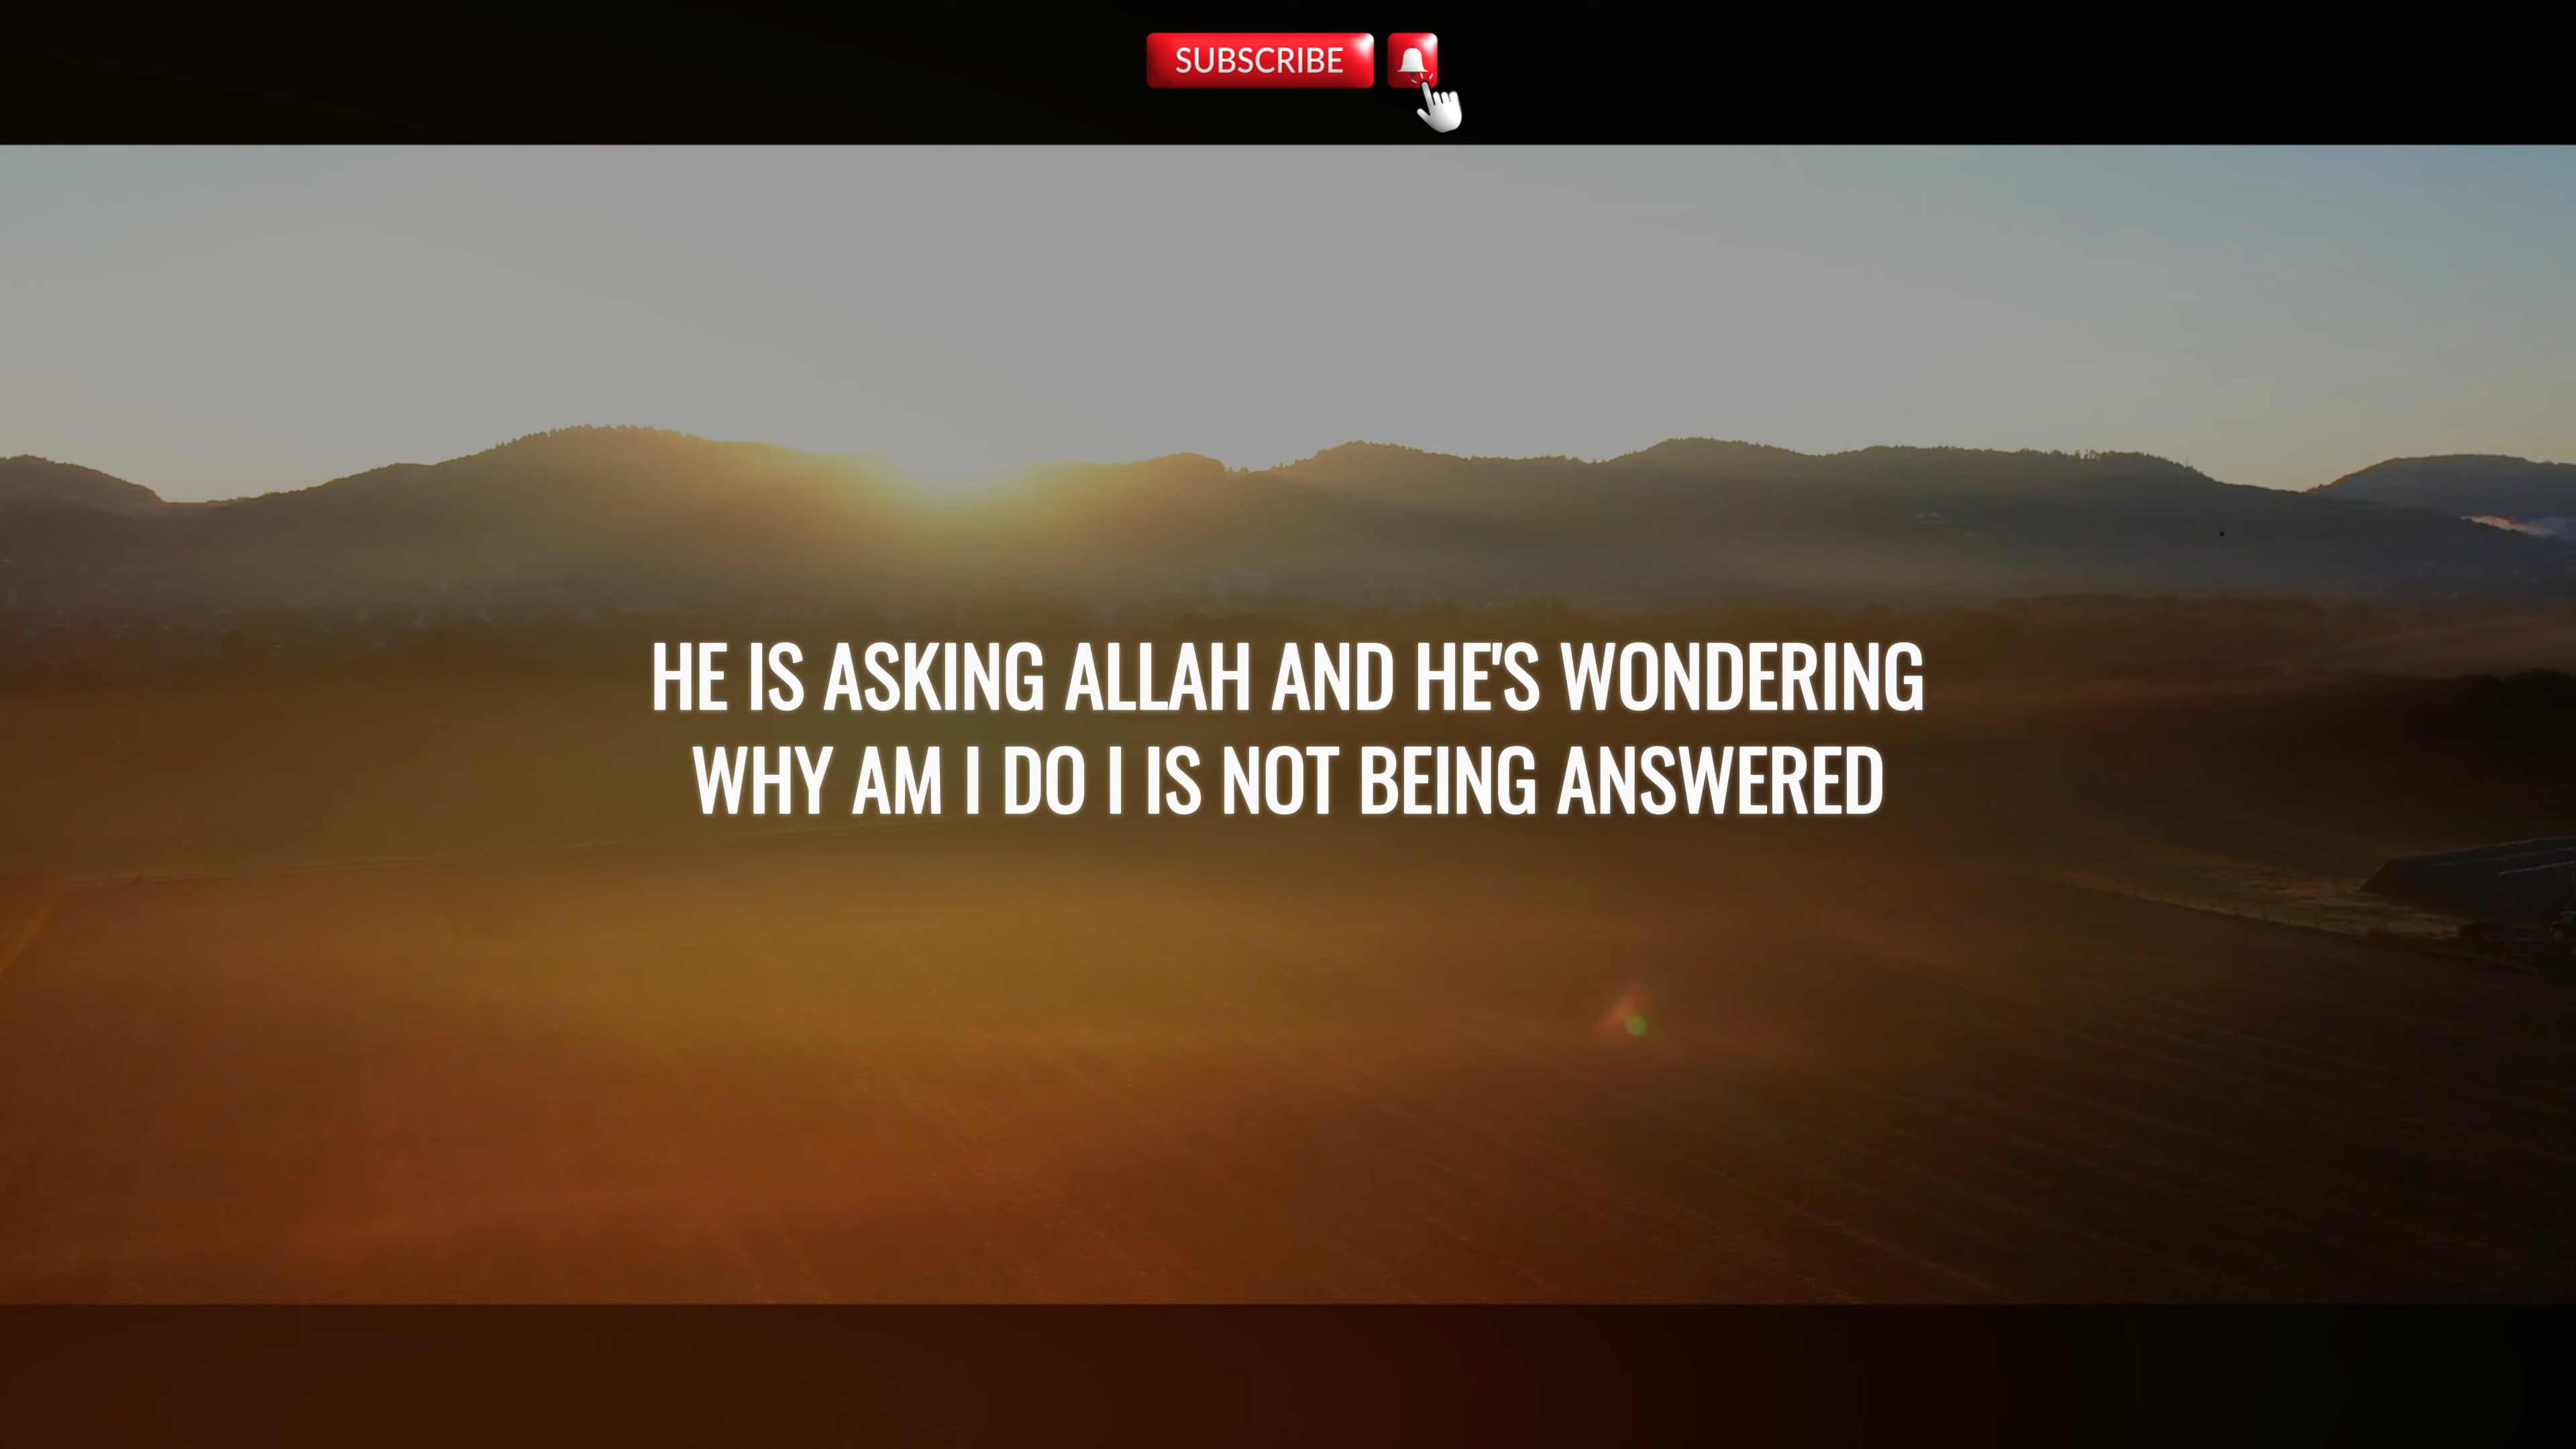 SUBSCRIBE
HE IS ASKING ALLAH AND HE'S WONDERING
WHY AM I DO I IS NOT BEING ANSWERED